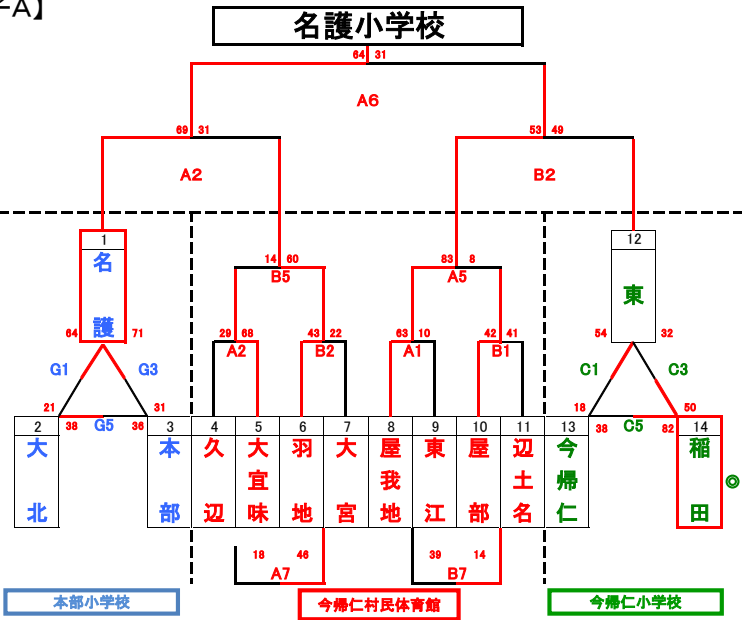 子A】
名護小学校
64 31
A6
69 31
53 49
A2
B2
1
12
名護
14 60
83 8
東
B5
A5
64 71
29 68
43 22
63 10
42 41
54 32
A2
B2
A1
B1
G1 G3
C1 C3
21 31
18 50
38 G5 36
38 C5 82
2 3 4 5 6 7 8 9 10 11 13 14
大北
本部
久辺
大宜味
羽地
大宮
屋我地
東江
屋部
辺土名
今帰仁
稲田
◎
18 46
39 14
A7
B7
本部小学校
今帰仁村民体育館
今帰仁小学校